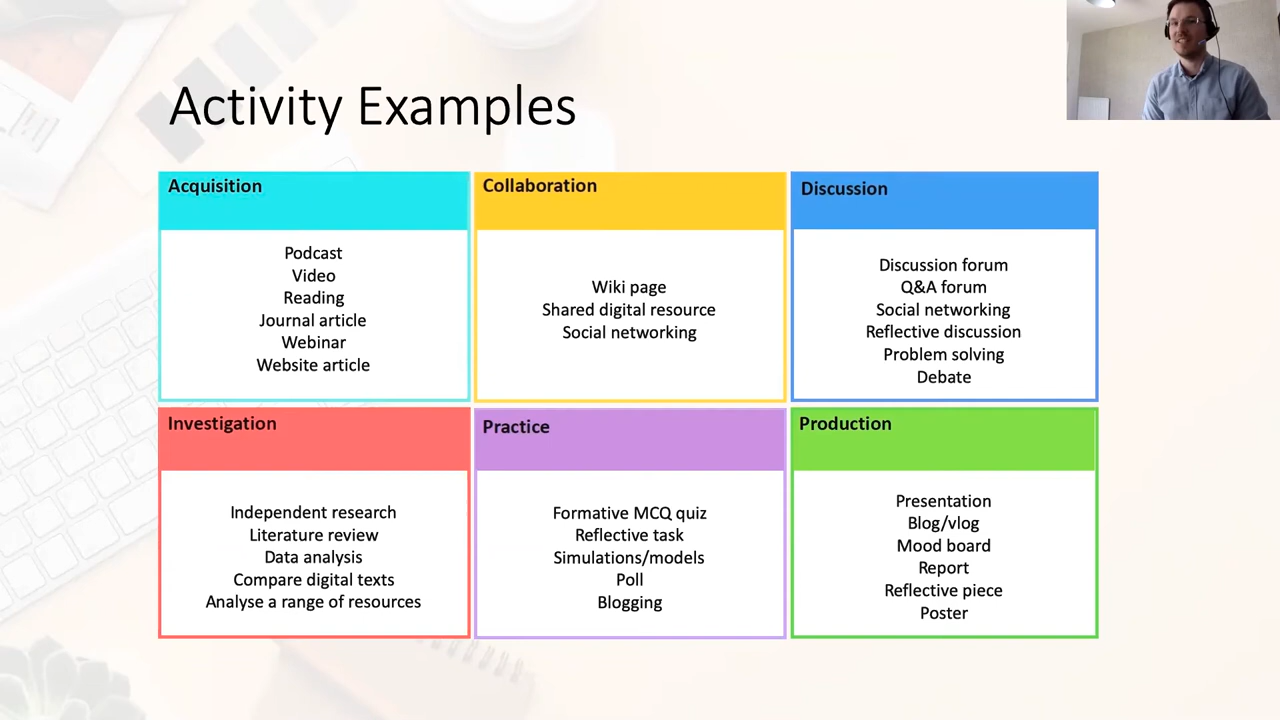 Activity Examples
Acquisition
Podcast
Video
Reading
Journal article
Webinar
Website article
Collaboration
Wiki page
Shared digital resource
Social networking
Discussion
Discussion forum
Q&A forum
Social networking
Reflective discussion
Problem solving
Debate
Investigation
Independent research
Literature review
Data analysis
Compare digital texts
Analyse a range of resources
Practice
Formative MCQ quiz
Reflective task
Simulations/models
Poll
Blogging
Production
Presentation
Blog/vlog
Mood board
Report
Reflective piece
Poster